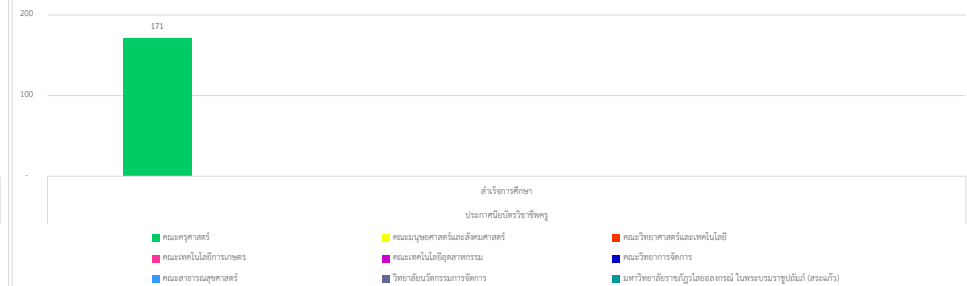 200
171
100
-
สำเร็จการศึกษา
ประกาศนียบัตรวิชาชีพครู
คณะครุศาสตร์ คณะมนุษยศาสตร์และสังคมศาสตร์ คณะวิทยาศาสตร์และเทคโนโลยี
คณะเทคโนโลยีการเกษตร คณะเทคโนโลยีอุตสาหกรรม คณะวิทยาการจัดการ
คณะสาธารณสุขศาสตร์ วิทยาลัยนวัตกรรมการจัดการ มหาวิทยาลัยราชภัฏวไลยอลงกรณ์ ในพระบรมราชูปถัมภ์ (สระแก้ว)